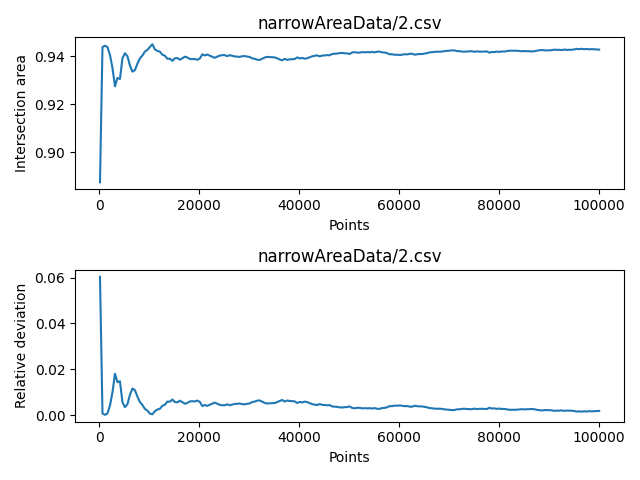 narrowAreaData/2.csv
Intersection area
0.94
0.92
0.90
0 20000 40000 60000 80000 100000
Points
narrowAreaData/2.csv
Relative deviation
0.06
0.04
0.02
0.00
0 20000 40000 60000 80000 100000
Points